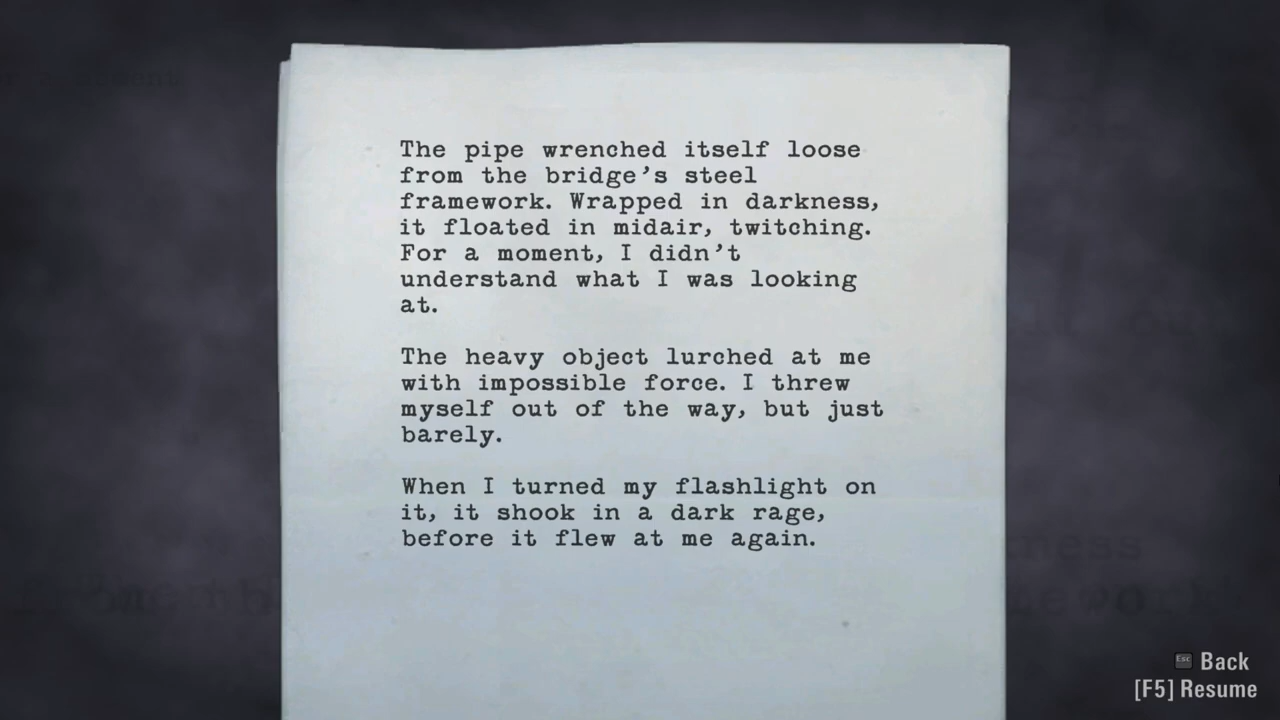 The pipe wrenched itself loose
from the bridge's steel
framework. Wrapped in darkness,
it floated in midair, twitching.
For a moment, I didn't
understand what I was looking
at.
The heavy object lurched at me
with impossible force. I threw
myself out of the way, but just
barely.
When I turned my flashlight on
it, it shook in a dark rage,
before it flew at me again.
Esc Back
[F5] Resume